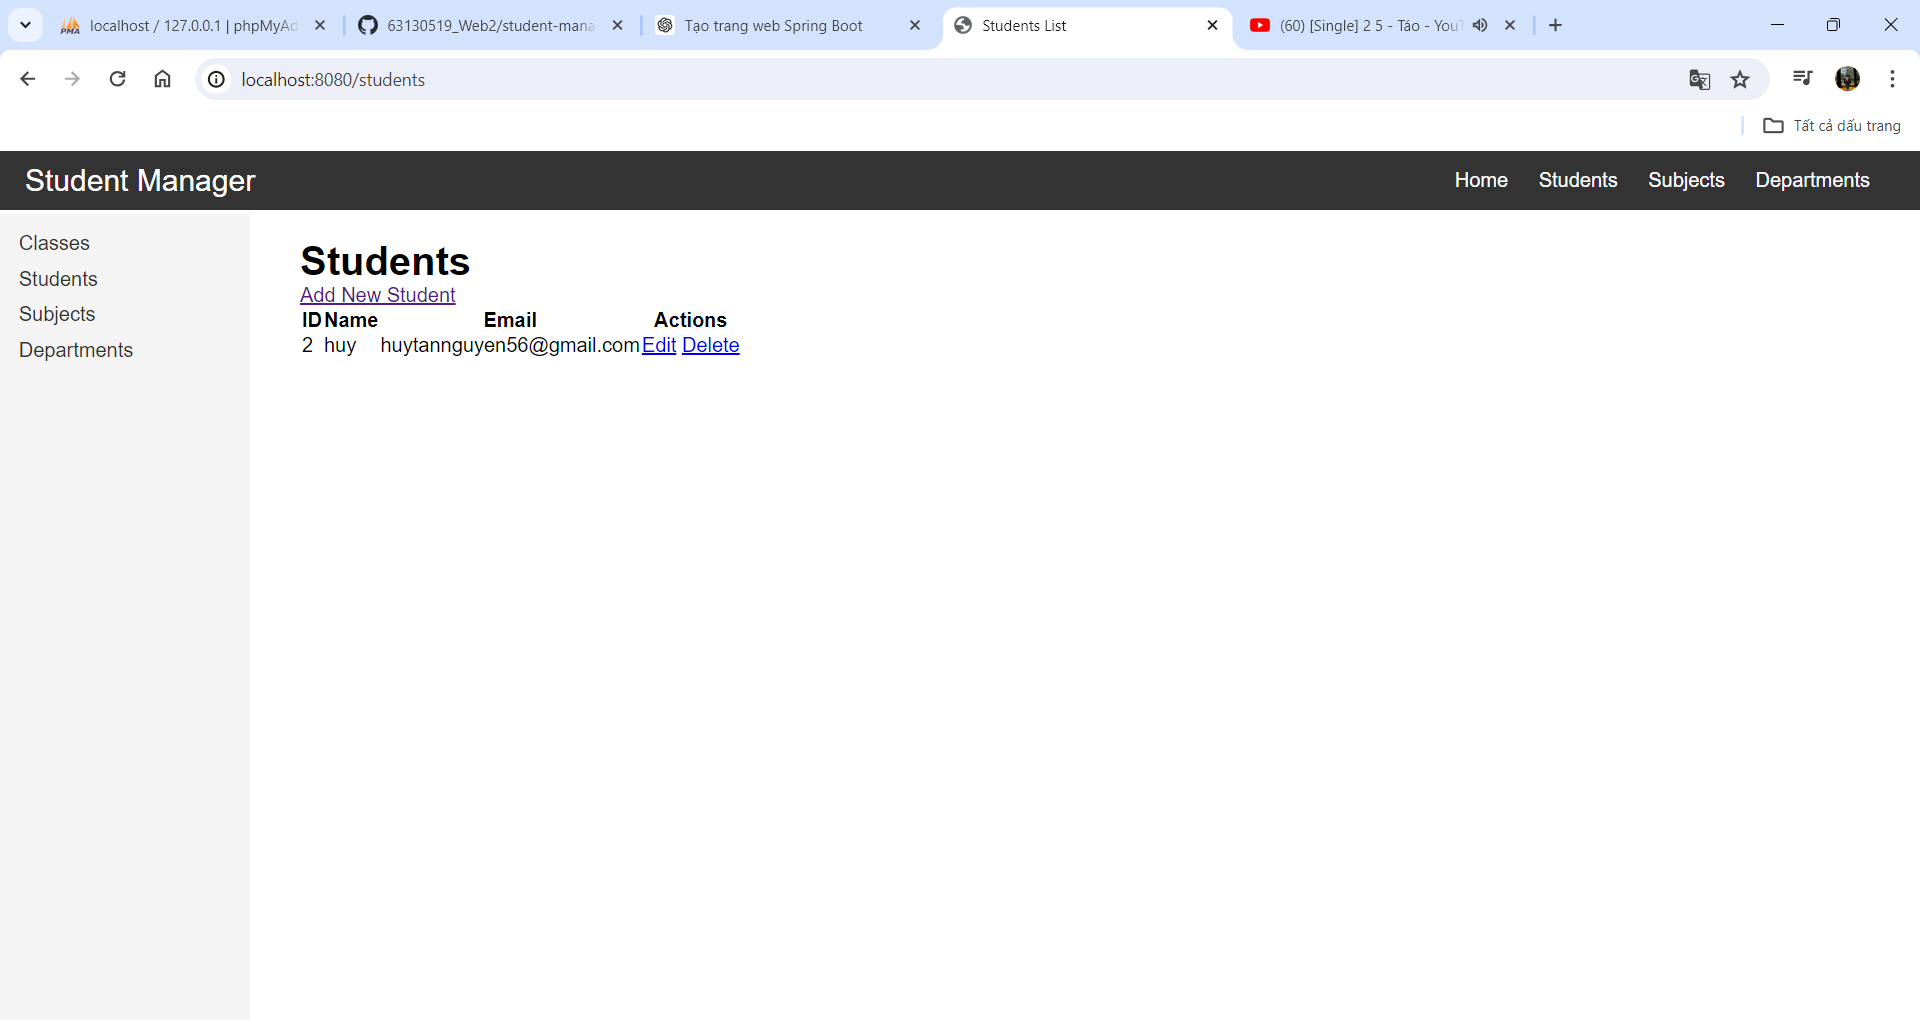 localhost / 127.0.0.1 | phpMyAd
63130519_Web2/student-mana
Tạo trang web Spring Boot
Students List
(60) [Single] 2 5 - Táo - YouT
localhost:8080/students
Tất cả dấu trang
Student Manager
Home Students Subjects Departments
Classes
Students
Subjects
Departments
Students
Add New Student
ID Name Email Actions
2 huy huytannguyen56@gmail.com Edit Delete